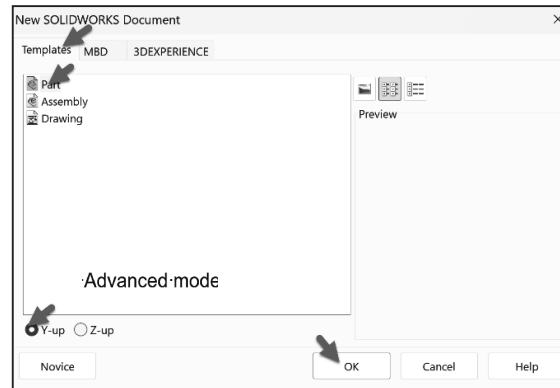 New SOLIDWORKS Document
Templates MBD 3DEXPERIENCE
Part
Assembly
Drawing
Preview
·Advanced·mode
Y-up Z-up
Novice OK Cancel Help